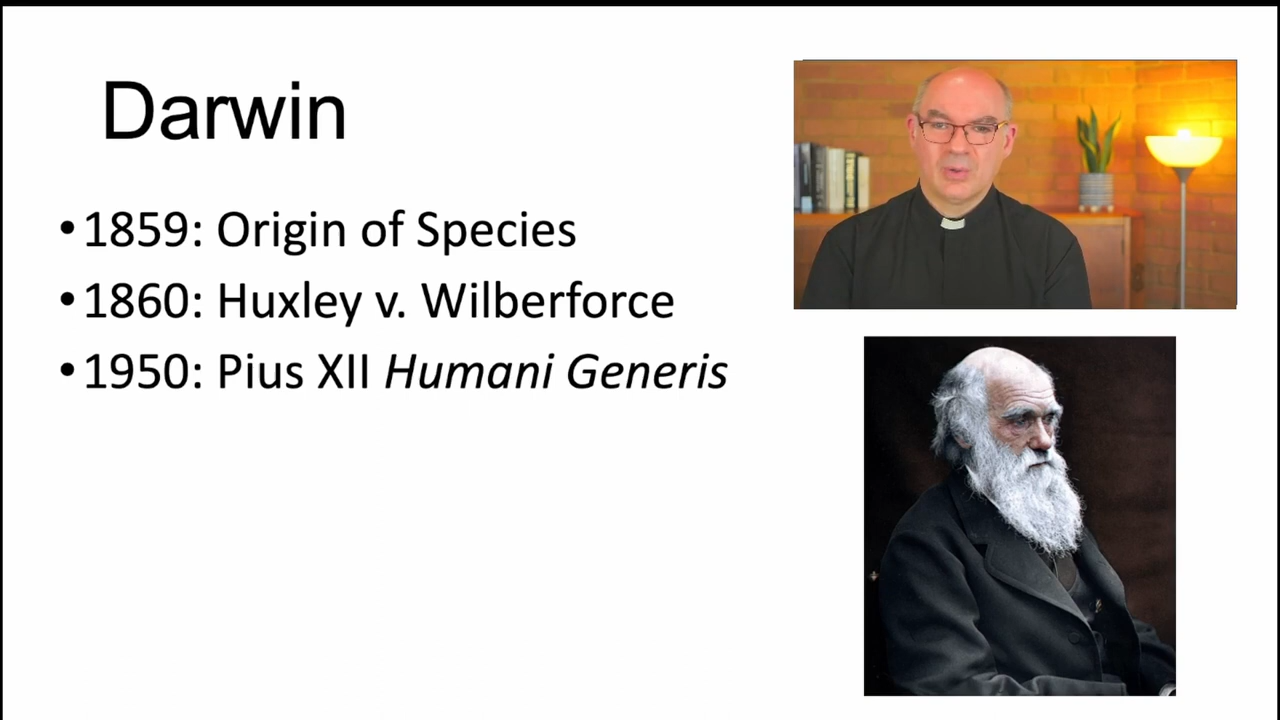 Darwin
• 1859: Origin of Species
• 1860: Huxley v. Wilberforce
• 1950: Pius XII Humani Generis